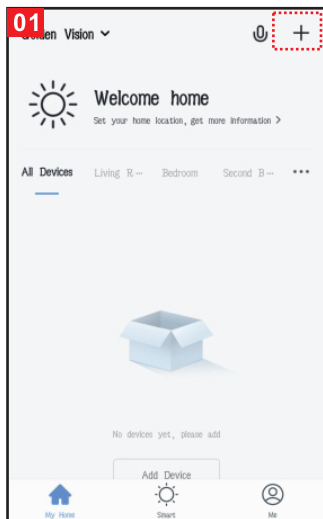 01
Golden Vision
Welcome home
Set your home location, get more information >
All Devices Living R… Bedroom Second B… •••
No devices yet, please add
Add Device
My Home Smart Me